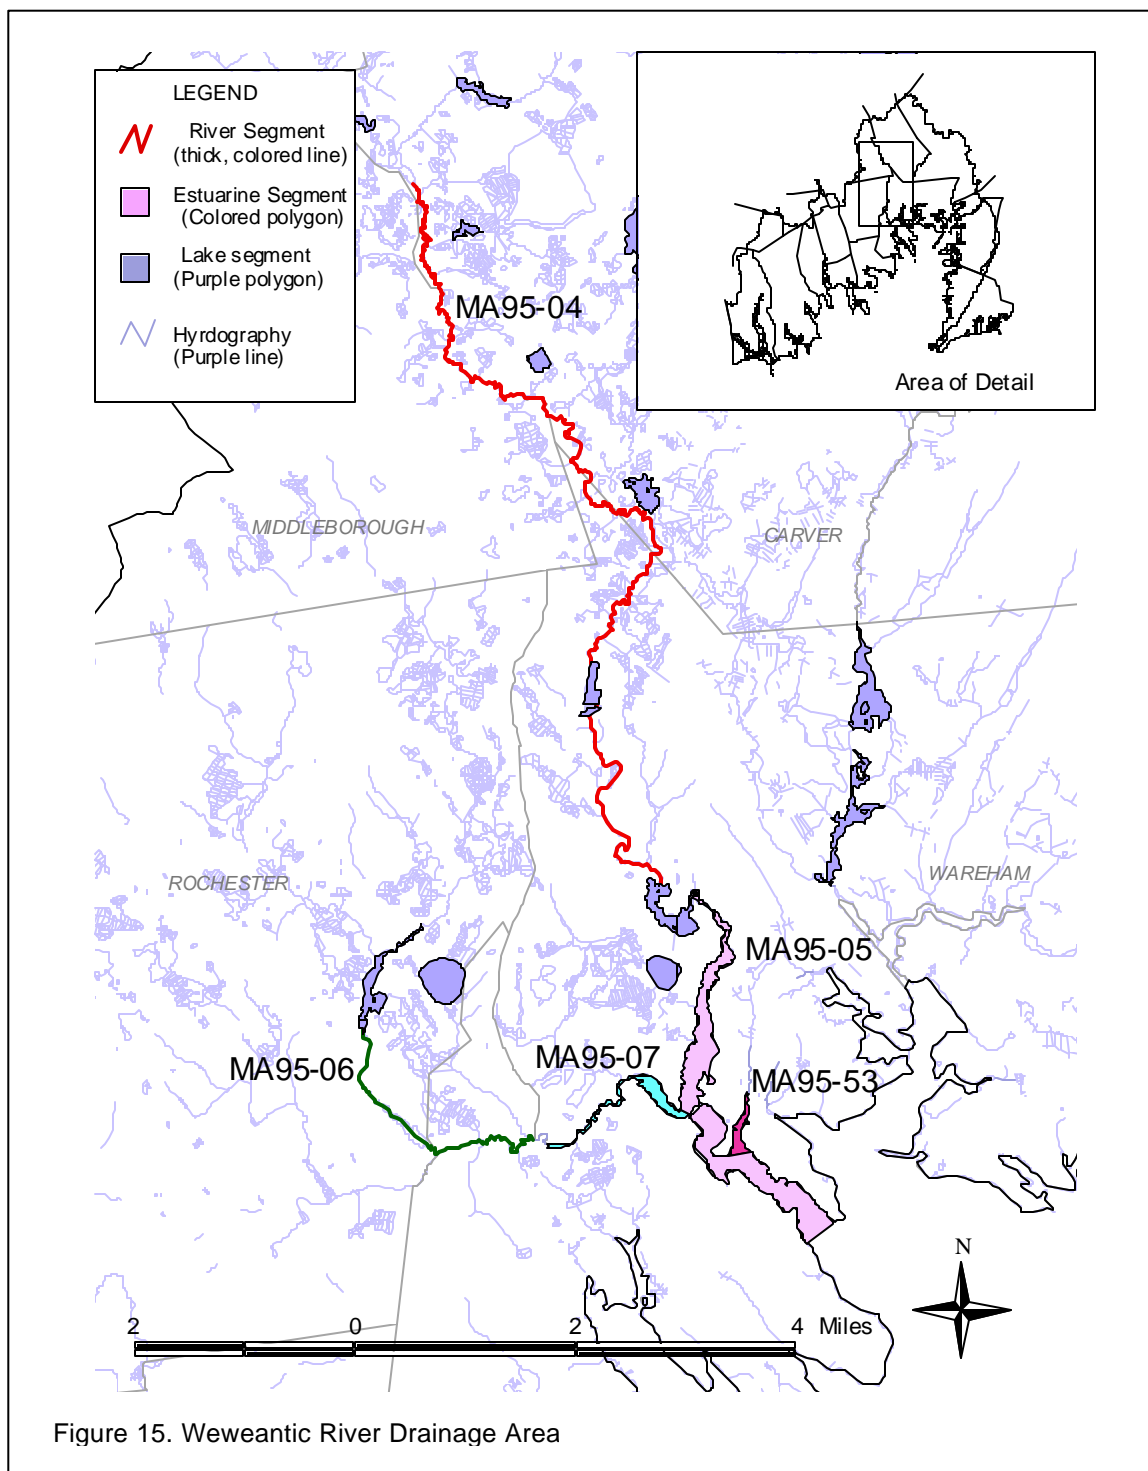 LEGEND
River Segment
(thick, colored line)
Estuarine Segment
(Colored polygon)
Lake segment
(Purple polygon)
Hyrdography
(Purple line)
Area of Detail
MA95-04
MIDDLEBOROUGH
CARVER
ROCHESTER
WAREHAM
MA95-05
MA95-06
MA95-07
MA95-53
N
2 0 2 4 Miles
Figure 15. Weweantic River Drainage Area